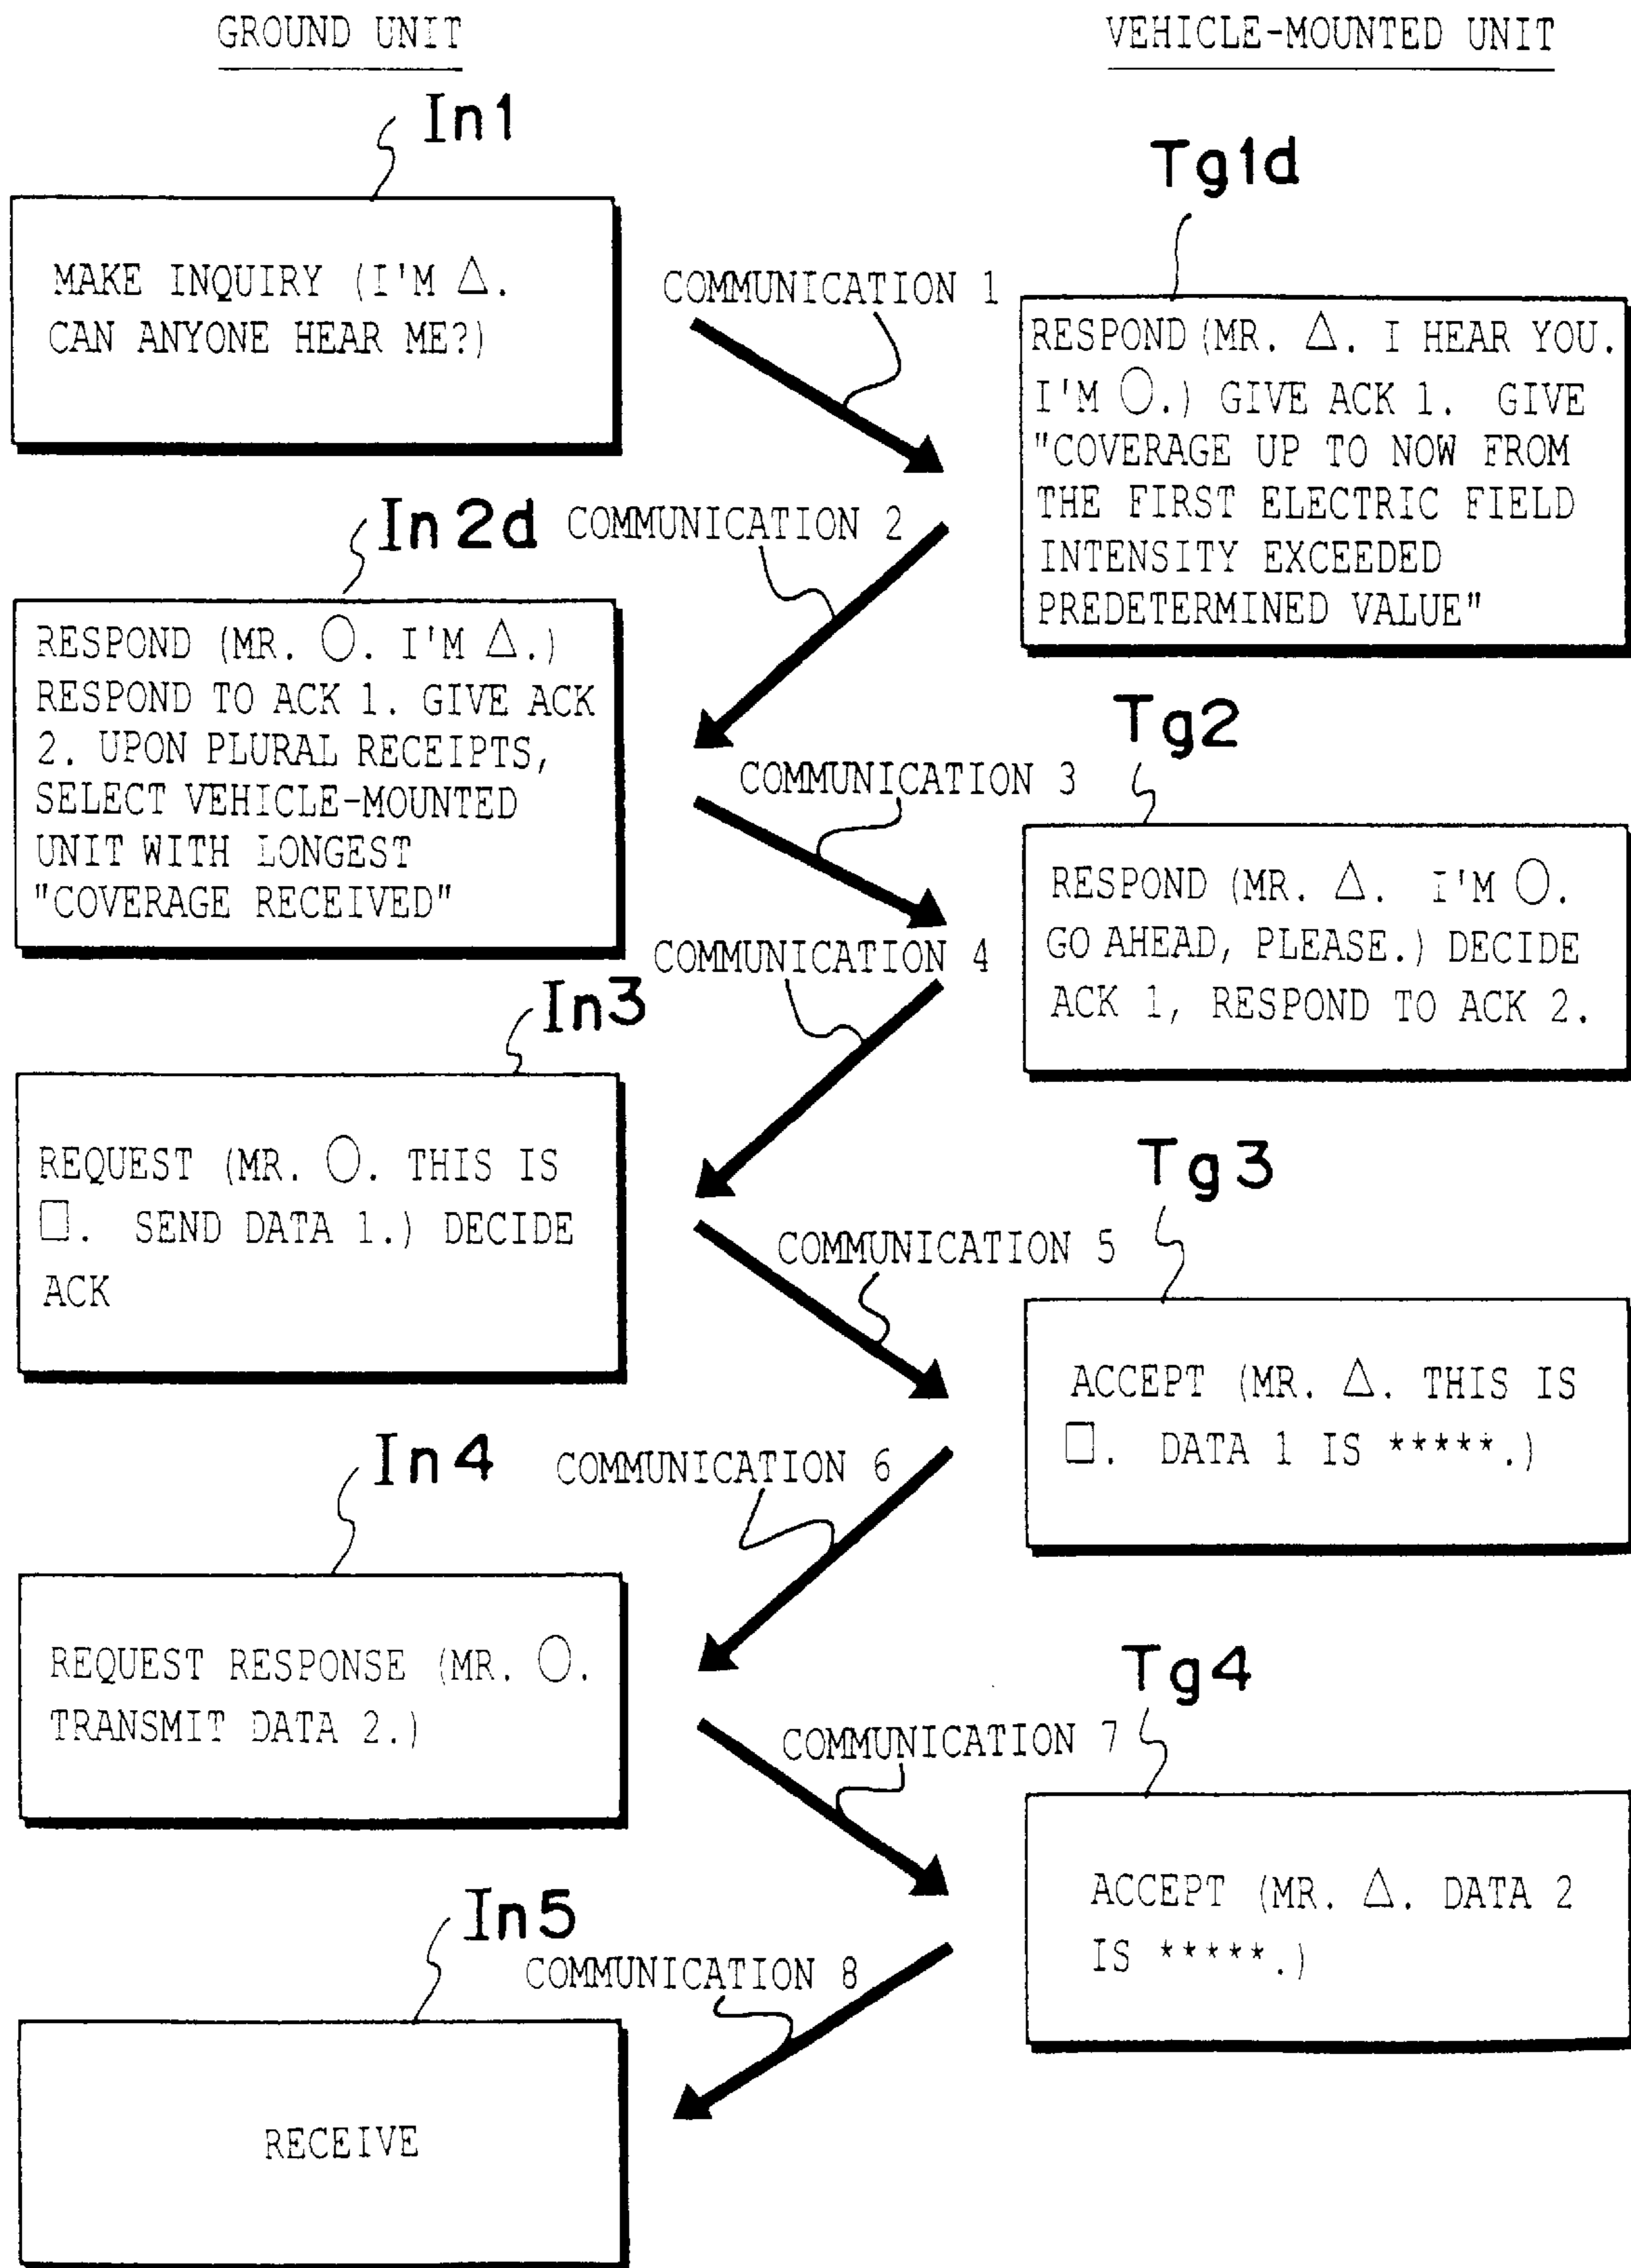 GROUND UNIT
VEHICLE-MOUNTED UNIT
In1
MAKE INQUIRY (I'M △.
CAN ANYONE HEAR ME?)
COMMUNICATION 1
Tg1d
RESPOND (MR. △. I HEAR YOU.
I'M ○.) GIVE ACK 1. GIVE
"COVERAGE UP TO NOW FROM
THE FIRST ELECTRIC FIELD
INTENSITY EXCEEDED
PREDETERMINED VALUE"
COMMUNICATION 2
In2d
RESPOND (MR. ○. I'M △.)
RESPOND TO ACK 1. GIVE ACK
2. UPON PLURAL RECEIPTS,
SELECT VEHICLE-MOUNTED
UNIT WITH LONGEST
"COVERAGE RECEIVED"
COMMUNICATION 3
Tg2
RESPOND (MR. △. I'M ○.
GO AHEAD, PLEASE.) DECIDE
ACK 1, RESPOND TO ACK 2.
COMMUNICATION 4
In3
REQUEST (MR. ○. THIS IS
□. SEND DATA 1.) DECIDE
ACK
COMMUNICATION 5
Tg3
ACCEPT (MR. △. THIS IS
□. DATA 1 IS *****.)
COMMUNICATION 6
In4
REQUEST RESPONSE (MR. ○.
TRANSMIT DATA 2.)
COMMUNICATION 7
Tg4
ACCEPT (MR. △. DATA 2
IS *****.)
COMMUNICATION 8
In5
RECEIVE